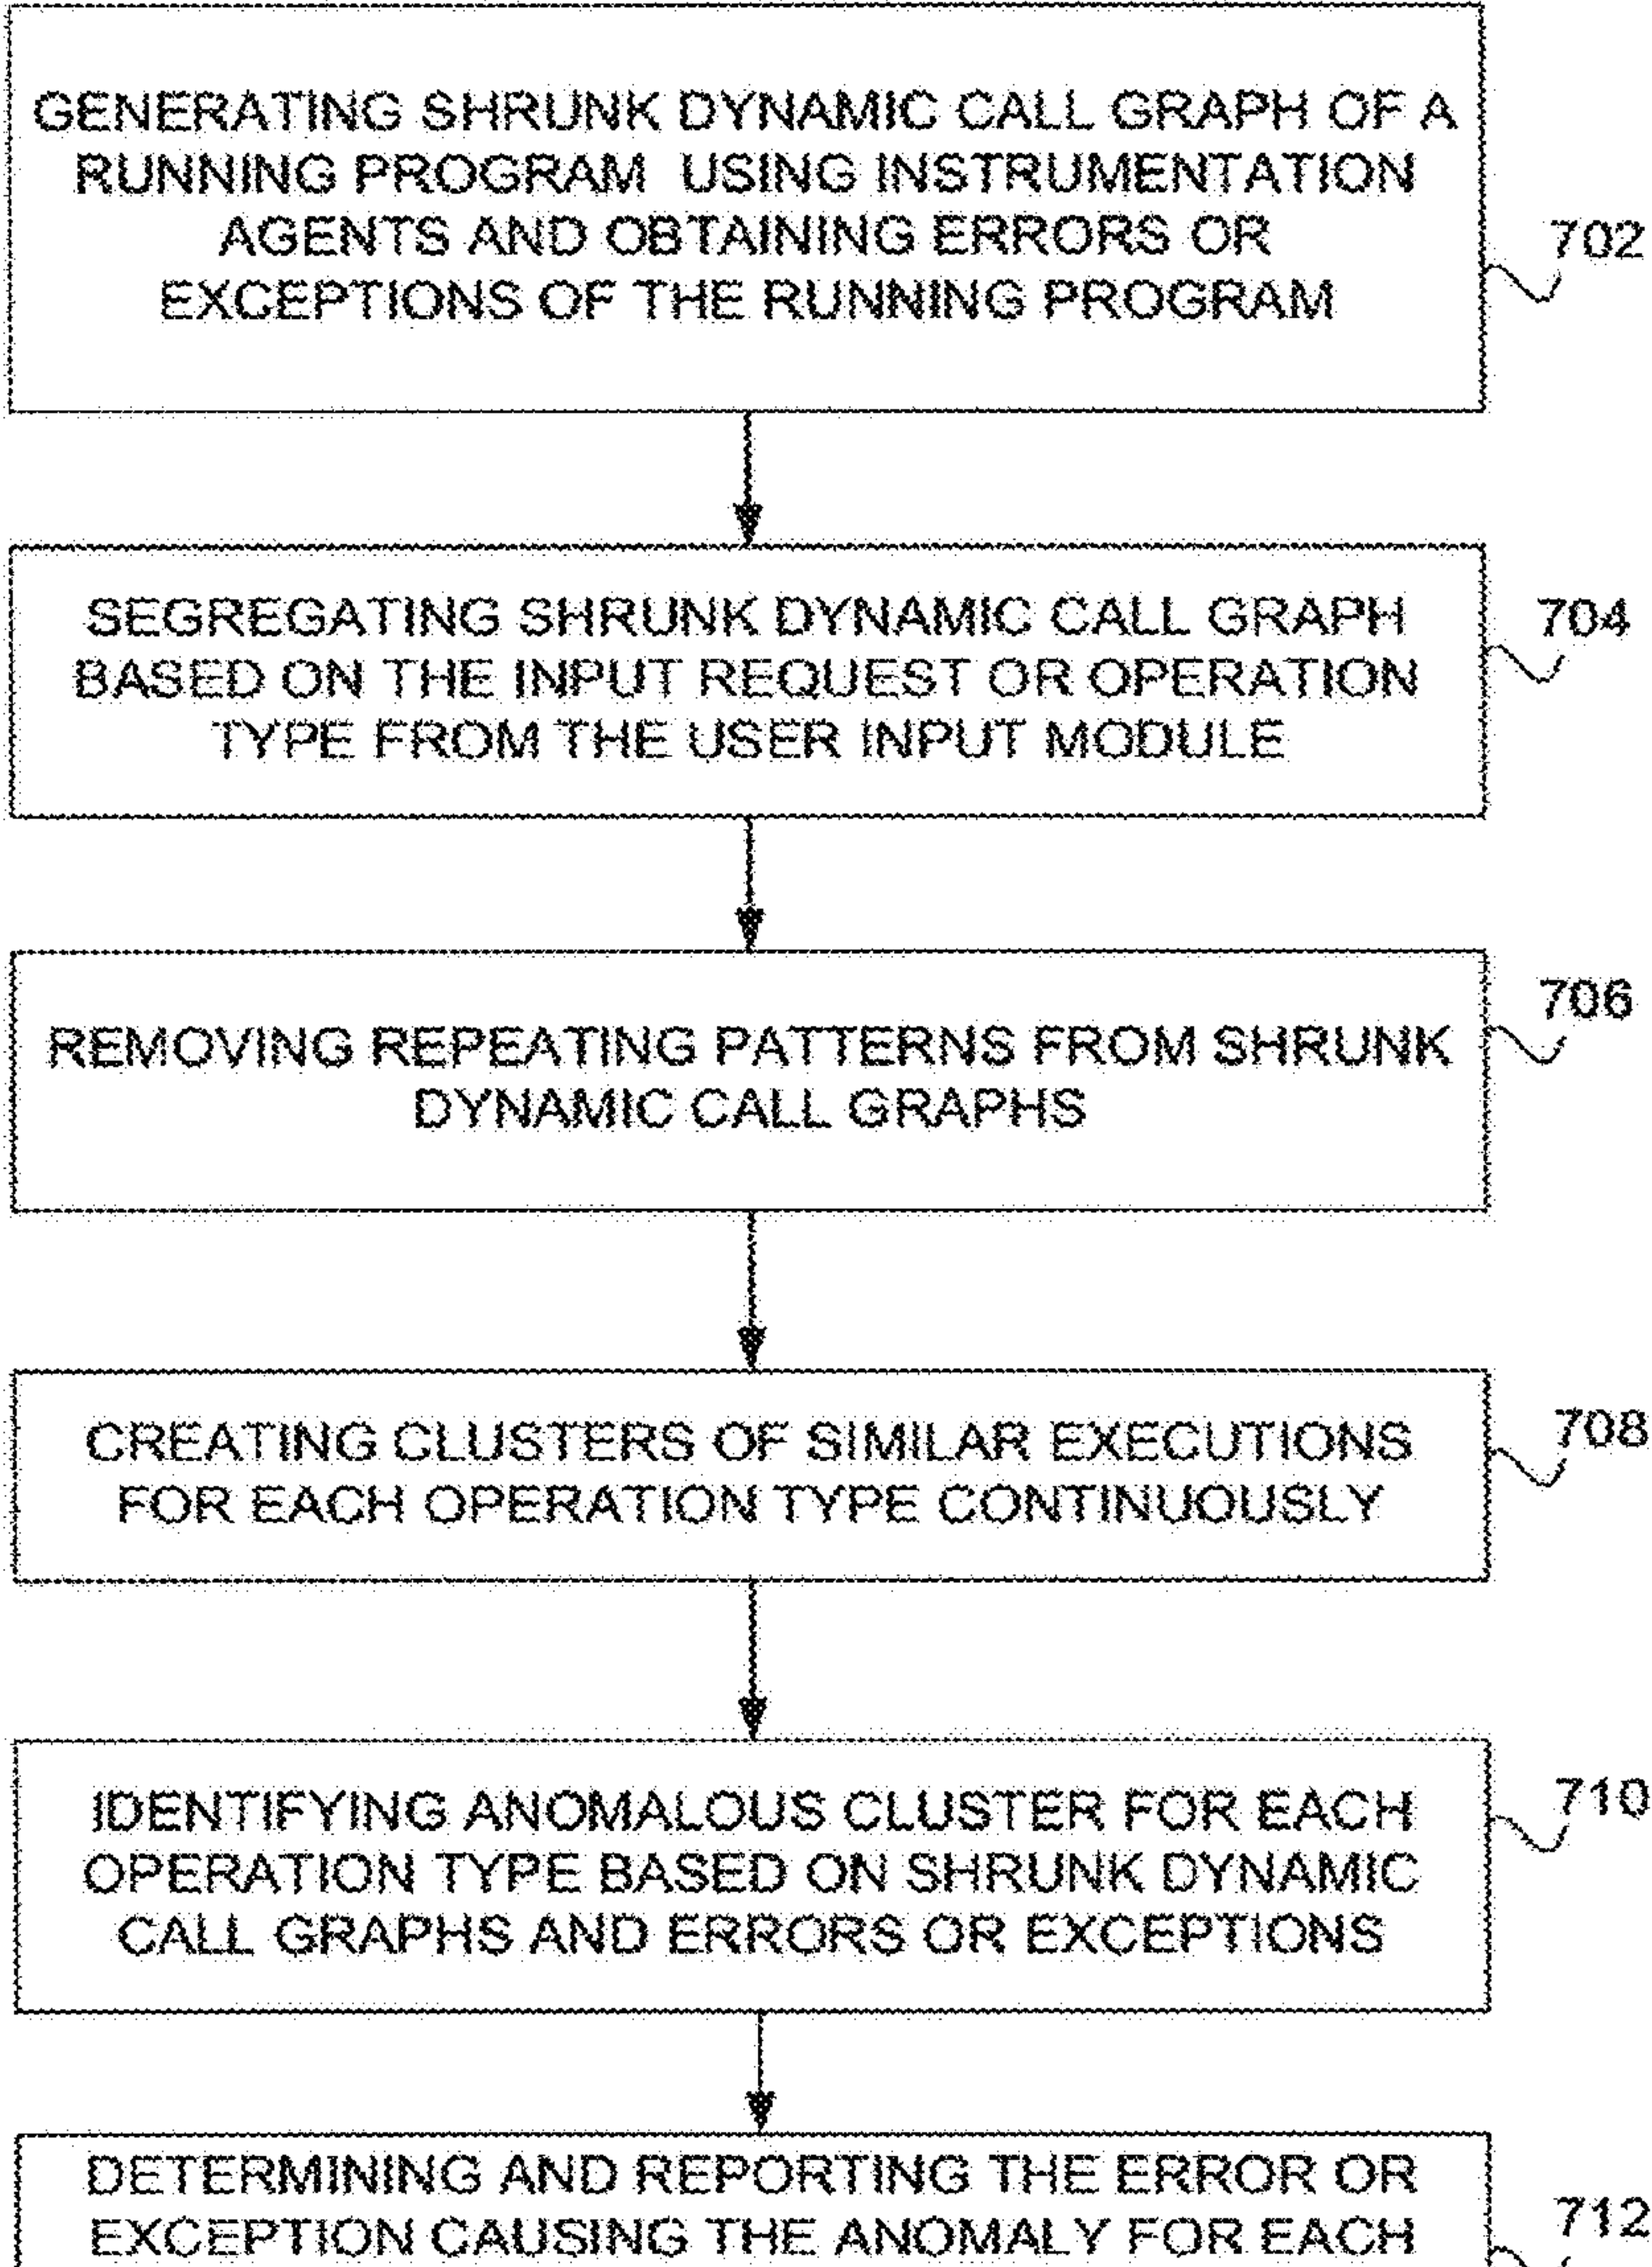 GENERATING SHRUNK DYNAMIC CALL GRAPH OF A
RUNNING PROGRAM USING INSTRUMENTATION
AGENTS AND OBTAINING ERRORS OR
EXCEPTIONS OF THE RUNNING PROGRAM
702
SEGREGATING SHRUNK DYNAMIC CALL GRAPH
BASED ON THE INPUT REQUEST OR OPERATION
TYPE FROM THE USER INPUT MODULE
704
REMOVING REPEATING PATTERNS FROM SHRUNK
DYNAMIC CALL GRAPHS
706
CREATING CLUSTERS OF SIMILAR EXECUTIONS
FOR EACH OPERATION TYPE CONTINUOUSLY
708
IDENTIFYING ANOMALOUS CLUSTER FOR EACH
OPERATION TYPE BASED ON SHRUNK DYNAMIC
CALL GRAPHS AND ERRORS OR EXCEPTIONS
710
DETERMINING AND REPORTING THE ERROR OR
EXCEPTION CAUSING THE ANOMALY FOR EACH
712